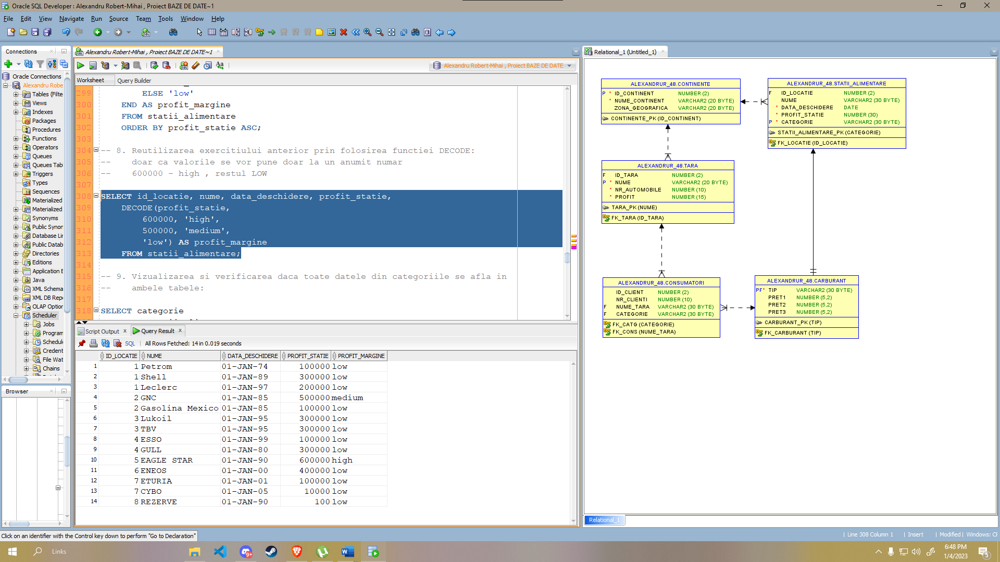 Oracle SQL Developer : Alexandru Robert-Mihai , Proiect BAZE DE DATE~1
File Edit View Navigate Run Source Team Tools Window Help
Connections
Oracle Connections
Alexandru Robe
Tables (Filte
Views
Indexes
Packages
Procedures
Functions
Operators
Queues
Queues Tabl
Triggers
Types
Sequences
Materialized
Materialized
Synonyms
Public Synon
Database Lin
Public Datab
Directories
Editions
Application E
Java
XML Schema
XML DB Repo
OLAP Option
Scheduler
Jobs
Program
Schedul
Credent
File Wat
Chains
Browser
Alexandru Robert-Mihai , Proiect BAZE DE DATE~1
Alexandru Robert-Mihai , Proiect BAZE DE DATE
Worksheet Query Builder
299 ELSE 'low'
300 END AS profit_margine
301 FROM statii_alimentare
302 ORDER BY profit_statie ASC;
303
304 -- 8. Reutilizarea exercitiului anterior prin folosirea functiei DECODE:
305 -- doar ca valorile se vor pune doar la un anumit numar
306 -- 600000 - high , restul LOW
307
308 SELECT id_locatie, nume, data_deschidere, profit_statie,
309 DECODE(profit_statie,
310 600000, 'high',
311 500000, 'medium',
312 'low') AS profit_margine
313 FROM statii_alimentare;
314
315 -- 9. Vizualizarea si verificarea daca toate datele din categoriile se afla in
316 -- ambele tabele:
317
318 SELECT categorie
Script Output x Query Result x
SQL | All Rows Fetched: 14 in 0.019 seconds
ID_LOCATIE NUME DATA_DESCHIDERE PROFIT_STATIE PROFIT_MARGINE
1 1 Petrom 01-JAN-74 100000 low
2 1 Shell 01-JAN-89 300000 low
3 1 Leclerc 01-JAN-97 200000 low
4 2 GNC 01-JAN-85 500000 medium
5 2 Gasolina Mexico 01-JAN-85 100000 low
6 3 Lukoil 01-JAN-95 300000 low
7 3 TBV 01-JAN-95 300000 low
8 4 ESSO 01-JAN-99 100000 low
9 4 GULL 01-JAN-80 300000 low
10 5 EAGLE STAR 01-JAN-90 600000 high
11 6 ENEOS 01-JAN-00 400000 low
12 7 ETURIA 01-JAN-01 100000 low
13 7 CYBO 01-JAN-05 10000 low
14 8 REZERVE 01-JAN-90 100 low
Relational_1 (Untitled_1)
ALEXANDRUR_48.CONTINENTE
P * ID_CONTINENT NUMBER (2)
* NUME_CONTINENT VARCHAR2 (20 BYTE)
ZONA_GEOGRAFICA VARCHAR2 (20 BYTE)
CONTINENTE_PK (ID_CONTINENT)
ALEXANDRUR_48.STATII_ALIMENTARE
F ID_LOCATIE NUMBER (2)
NUME VARCHAR2 (30 BYTE)
* DATA_DESCHIDERE DATE
* PROFIT_STATIE NUMBER (30)
P * CATEGORIE VARCHAR2 (30 BYTE)
STATII_ALIMENTARE_PK (CATEGORIE)
FK_LOCATIE (ID_LOCATIE)
ALEXANDRUR_48.TARA
F ID_TARA NUMBER (2)
P * NUME VARCHAR2 (20 BYTE)
* NR_AUTOMOBILE NUMBER (10)
* PROFIT NUMBER (15)
TARA_PK (NUME)
FK_TARA (ID_TARA)
ALEXANDRUR_48.CONSUMATORI
ID_CLIENT NUMBER (2)
NR_CLIENTI NUMBER (10)
F NUME_TARA VARCHAR2 (30 BYTE)
F CATEGORIE VARCHAR2 (30 BYTE)
FK_CATG (CATEGORIE)
FK_CONS (NUME_TARA)
ALEXANDRUR_48.CARBURANT
PF* TIP VARCHAR2 (30 BYTE)
PRET1 NUMBER (5,2)
PRET2 NUMBER (5,2)
PRET3 NUMBER (5,2)
CARBURANT_PK (TIP)
FK_CARBURANT (TIP)
Relational_1
Click on an identifier with the Control key down to perform "Go to Declaration"
| Line 308 Column 1 | Insert | Modified | Windows: CF
Links
6:48 PM
1/4/2023